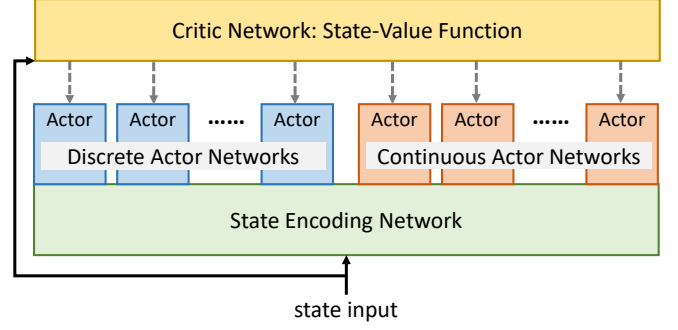 Critic Network: State-Value Function
Actor Actor ...... Actor Actor Actor ...... Actor
Discrete Actor Networks Continuous Actor Networks
State Encoding Network
state input